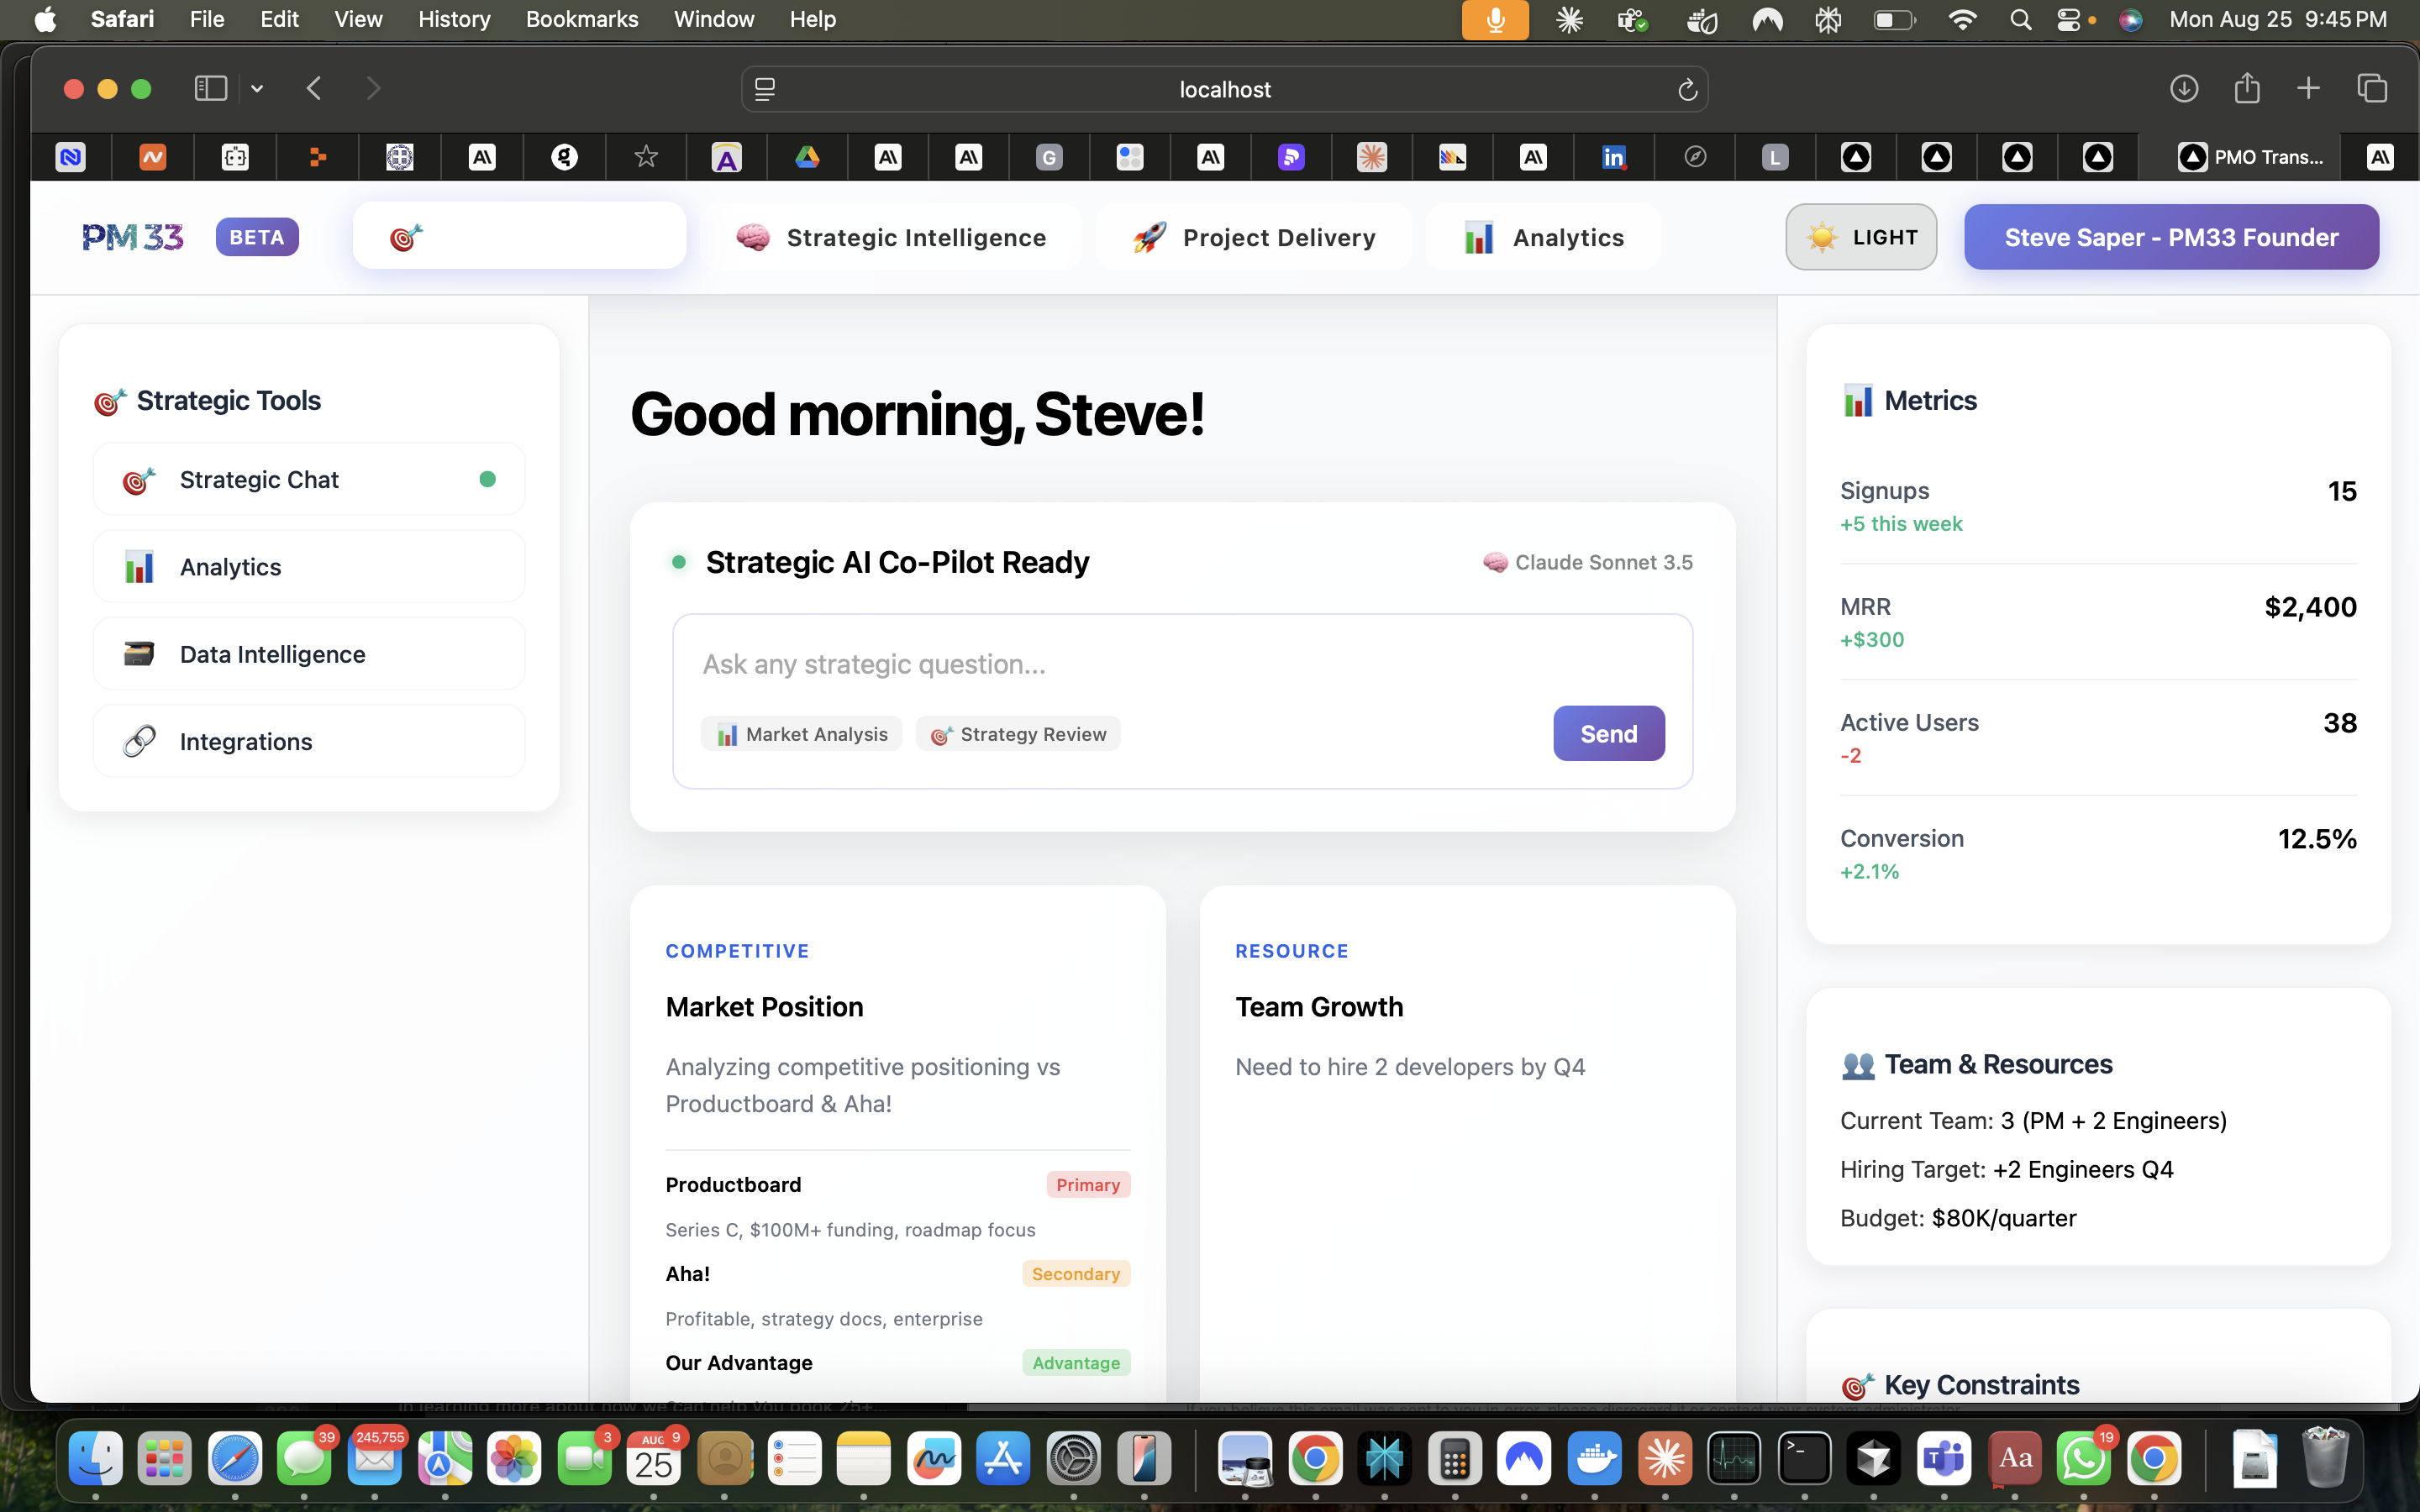 Safari File Edit View History Bookmarks Window Help Mon Aug 25 9:45 PM
localhost
PMO Trans...
PM33 BETA Strategic Intelligence Project Delivery Analytics LIGHT Steve Saper - PM33 Founder
Strategic Tools
Strategic Chat
Analytics
Data Intelligence
Integrations
Good morning, Steve!
Strategic AI Co-Pilot Ready
Claude Sonnet 3.5
Ask any strategic question...
Market Analysis
Strategy Review
Send
COMPETITIVE
Market Position
Analyzing competitive positioning vs
Productboard & Aha!
Productboard Primary
Series C, $100M+ funding, roadmap focus
Aha! Secondary
Profitable, strategy docs, enterprise
Our Advantage Advantage
RESOURCE
Team Growth
Need to hire 2 developers by Q4
Metrics
Signups 15
+5 this week
MRR $2,400
+$300
Active Users 38
-2
Conversion 12.5%
+2.1%
Team & Resources
Current Team: 3 (PM + 2 Engineers)
Hiring Target: +2 Engineers Q4
Budget: $80K/quarter
Key Constraints
39
245,755
3
AUG
25
9
Aa
19